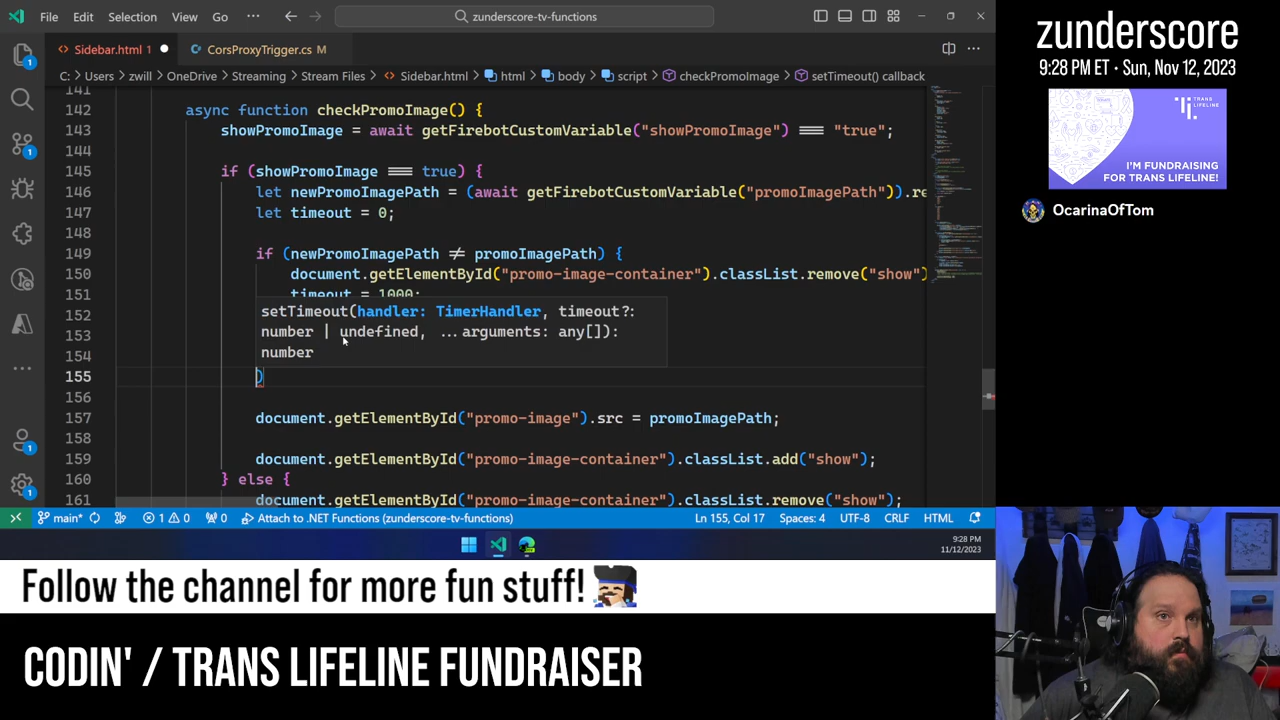 File Edit Selection View Go ... zunderscore-tv-functions
Sidebar.html 1 CorsProxyTrigger.cs M
C: > Users > zwill > OneDrive > Streaming > Stream Files > Sidebar.html > html > body > script > checkPromoImage > setTimeout() callback
141
142 async function checkPromoImage() {
143 showPromoImage = await getFirebotCustomVariable("showPromoImage") === "true";
144
145 if (showPromoImage === true) {
146 let newPromoImagePath = (await getFirebotCustomVariable("promoImagePath")).re
147 let timeout = 0;
148
149 if (newPromoImagePath ≠ promoImagePath) {
150 document.getElementById("promo-image-container").classList.remove("show")
151 timeout = 1000;
152 setTimeout(handler: TimerHandler, timeout?:
153 number | undefined, ...arguments: any[]):
154 number
155 )
156
157 document.getElementById("promo-image").src = promoImagePath;
158
159 document.getElementById("promo-image-container").classList.add("show");
160 } else {
161 document.getElementById("promo-image-container").classList.remove("show");
main* 1 0 0 Attach to .NET Functions (zunderscore-tv-functions) Ln 155, Col 17 Spaces: 4 UTF-8 CRLF HTML
9:28 PM
11/12/2023
zunderscore
9:28 PM ET • Sun, Nov 12, 2023
TRANS
LIFELINE
I'M FUNDRAISING
FOR TRANS LIFELINE!
OcarinaOfTom
Follow the channel for more fun stuff!
CODIN' / TRANS LIFELINE FUNDRAISER